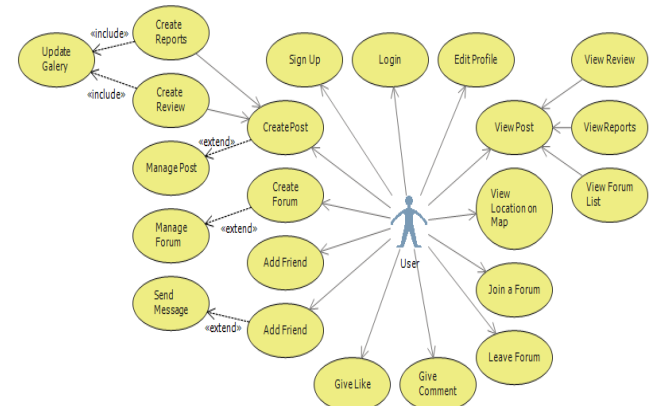 Create
Reports
«include»
Update
Galery
«include»
Create
Review
Sign Up
Login
Edit Profile
View Review
CreatePost
View Post
ViewReports
«extend»
Manage Post
Create
Forum
View
Location on
Map
View Forum
List
Manage
Forum
«extend»
Add Friend
User
Join a Forum
Send
Message
«extend»
Add Friend
Leave Forum
Give Like
Give
Comment